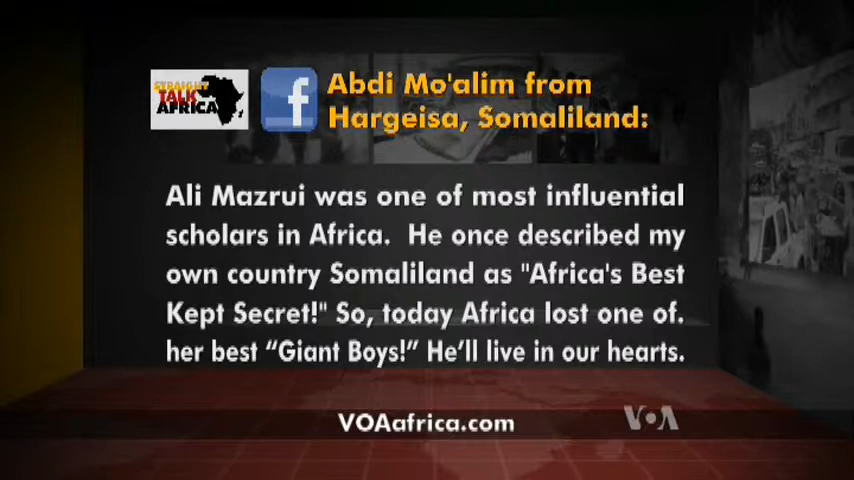 STRAIGHT
TALK
AFRICA
f
Abdi Mo'alim from
Hargeisa, Somaliland:
Ali Mazrui was one of most influential
scholars in Africa. He once described my
own country Somaliland as "Africa's Best
Kept Secret!" So, today Africa lost one of.
her best “Giant Boys!” He’ll live in our hearts.
VOAafrica.com
VOA